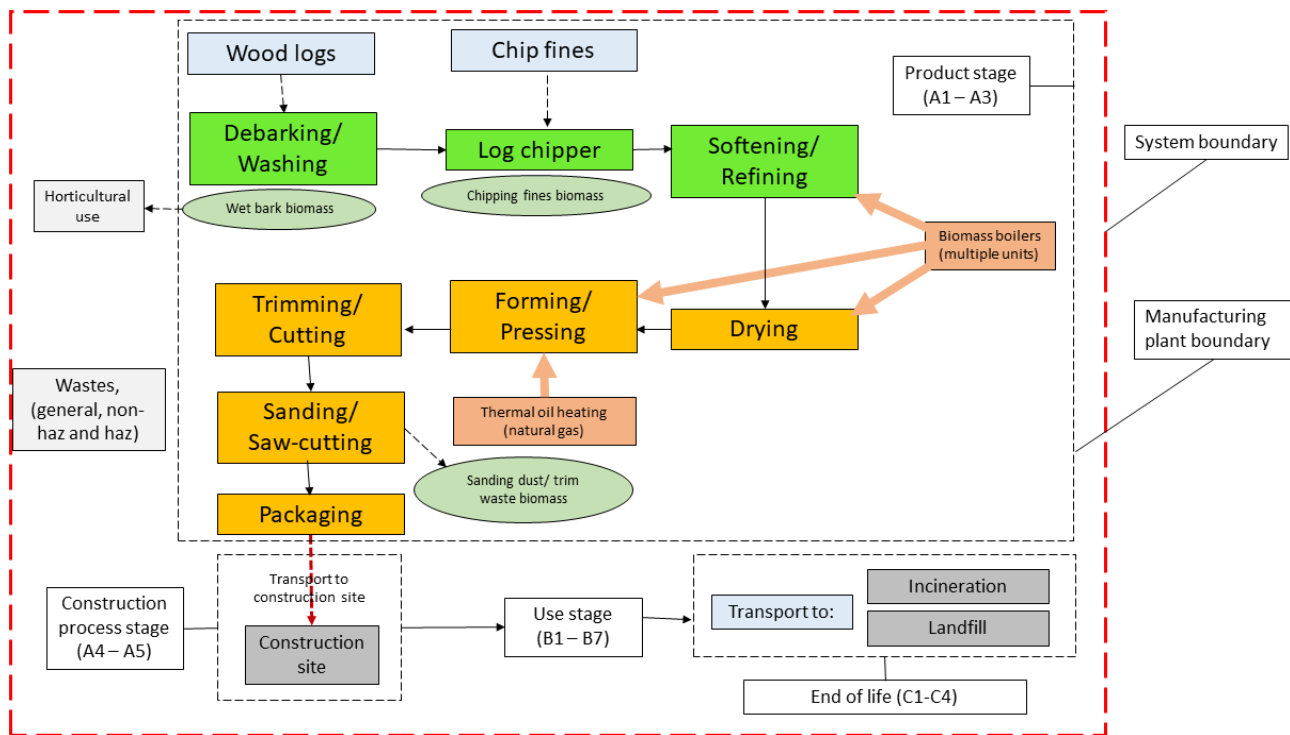 Wood logs
Chip fines
Product stage
(A1 – A3)
Debarking/
Washing
Log chipper
Softening/
Refining
System boundary
Horticultural
use
Wet bark biomass
Chipping fines biomass
Biomass boilers
(multiple units)
Trimming/
Cutting
Forming/
Pressing
Drying
Manufacturing
plant boundary
Wastes,
(general, non-
haz and haz)
Sanding/
Saw-cutting
Thermal oil heating
(natural gas)
Sanding dust/ trim
waste biomass
Packaging
Construction
process stage
(A4 – A5)
Transport to
construction site
Construction
site
Use stage
(B1 – B7)
Transport to:
Incineration
Landfill
End of life (C1-C4)